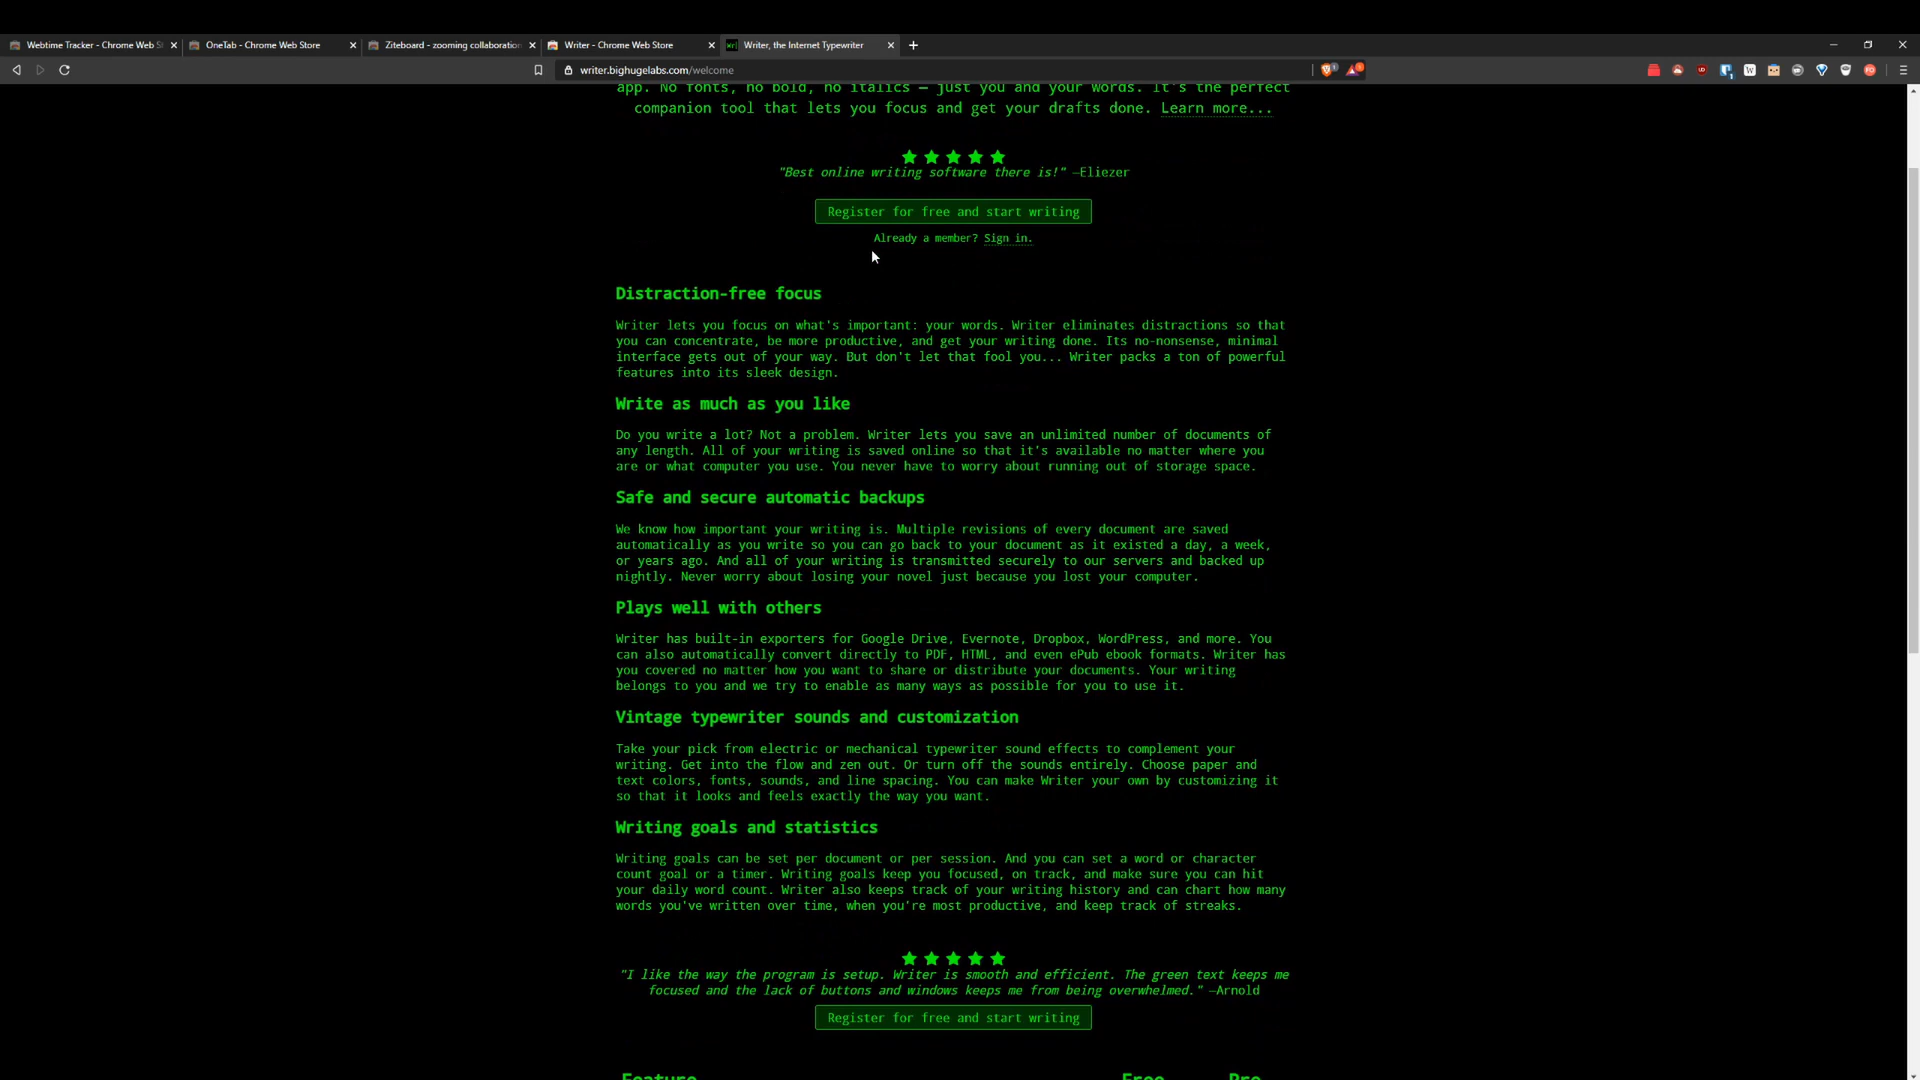 Webtime Tracker - Chrome Web St
OneTab - Chrome Web Store
Ziteboard - zooming collaboration
Writer - Chrome Web Store
Writer, the Internet Typewriter
writer.bighugelabs.com/welcome
app. No fonts, no bold, no italics — just you and your words. It's the perfect
companion tool that lets you focus and get your drafts done. Learn more...
"Best online writing software there is!" —Eliezer
Register for free and start writing
Already a member? Sign in.
Distraction-free focus
Writer lets you focus on what's important: your words. Writer eliminates distractions so that
you can concentrate, be more productive, and get your writing done. Its no-nonsense, minimal
interface gets out of your way. But don't let that fool you... Writer packs a ton of powerful
features into its sleek design.
Write as much as you like
Do you write a lot? Not a problem. Writer lets you save an unlimited number of documents of
any length. All of your writing is saved online so that it's available no matter where you
are or what computer you use. You never have to worry about running out of storage space.
Safe and secure automatic backups
We know how important your writing is. Multiple revisions of every document are saved
automatically as you write so you can go back to your document as it existed a day, a week,
or years ago. And all of your writing is transmitted securely to our servers and backed up
nightly. Never worry about losing your novel just because you lost your computer.
Plays well with others
Writer has built-in exporters for Google Drive, Evernote, Dropbox, WordPress, and more. You
can also automatically convert directly to PDF, HTML, and even ePub ebook formats. Writer has
you covered no matter how you want to share or distribute your documents. Your writing
belongs to you and we try to enable as many ways as possible for you to use it.
Vintage typewriter sounds and customization
Take your pick from electric or mechanical typewriter sound effects to complement your
writing. Get into the flow and zen out. Or turn off the sounds entirely. Choose paper and
text colors, fonts, sounds, and line spacing. You can make Writer your own by customizing it
so that it looks and feels exactly the way you want.
Writing goals and statistics
Writing goals can be set per document or per session. And you can set a word or character
count goal or a timer. Writing goals keep you focused, on track, and make sure you can hit
your daily word count. Writer also keeps track of your writing history and can chart how many
words you've written over time, when you're most productive, and keep track of streaks.
"I like the way the program is setup. Writer is smooth and efficient. The green text keeps me
focused and the lack of buttons and windows keeps me from being overwhelmed." —Arnold
Register for free and start writing
Feature Free Pro